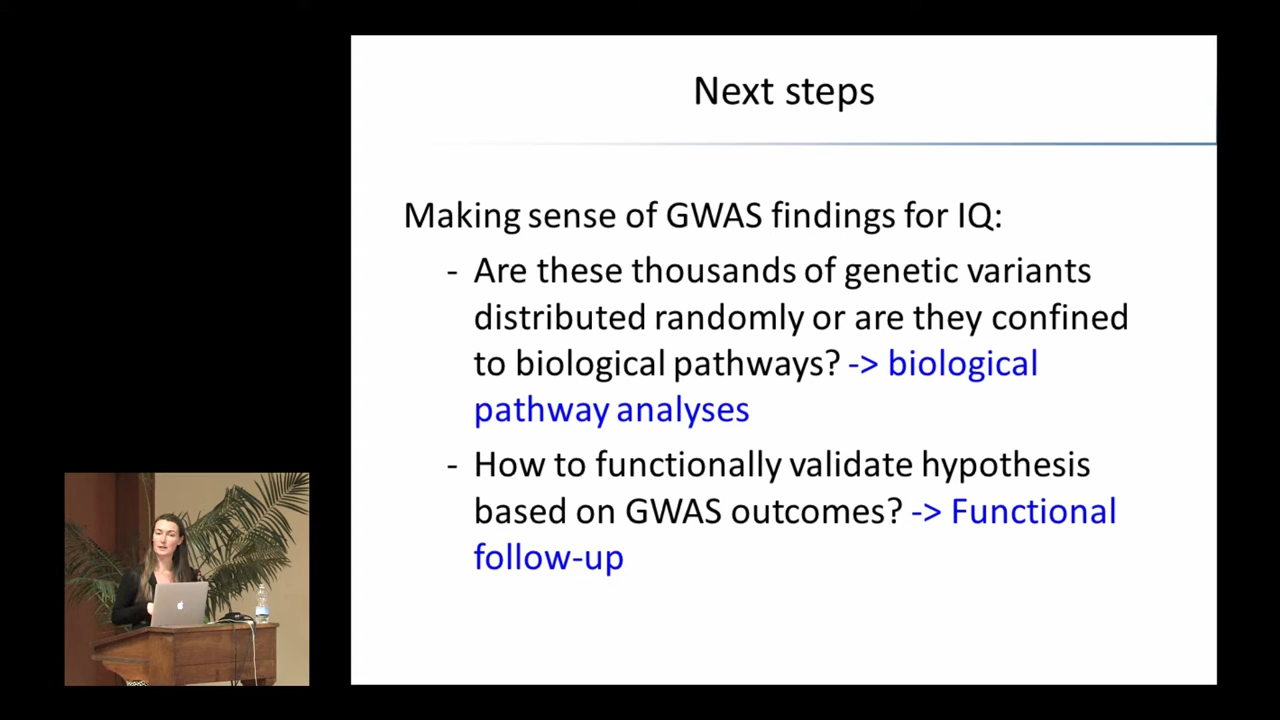 Next steps
Making sense of GWAS findings for IQ:
- Are these thousands of genetic variants
distributed randomly or are they confined
to biological pathways? -> biological
pathway analyses
- How to functionally validate hypothesis
based on GWAS outcomes? -> Functional
follow-up